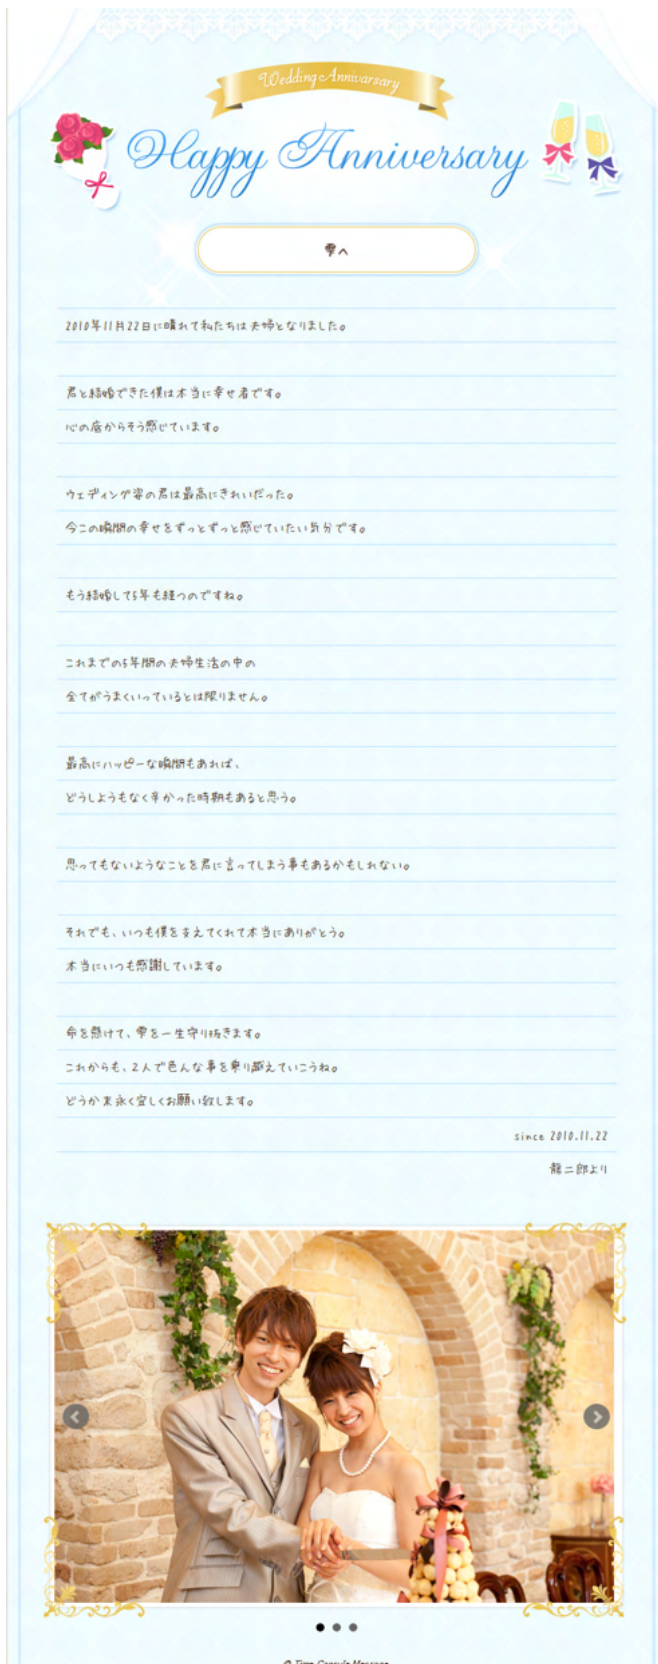 Wedding Annivarsary
Happy Anniversary
雫へ
2010年11月22日に晴れて私たちは夫婦となりました。
君と結婚できた僕は本当に幸せ者です。
心の底からそう感じています。
ウェディング姿の君は最高にきれいだった。
今この瞬間の幸せをずっとずっと感じていたい気分です。
もう結婚して5年も経つのですね。
これまでの5年間の夫婦生活の中の
全てがうまくいっているとは限りません。
最高にハッピーな瞬間もあれば、
どうしようもなく辛かった時期もあると思う。
思ってもないようなことを君に言ってしまう事もあるかもしれない。
それでも、いつも僕を支えてくれて本当にありがとう。
本当にいつも感謝しています。
命を懸けて、雫を一生守り抜きます。
これからも、2人で色んな事を乗り越えていこうね。
どうか末永く宜しくお願い致します。
since 2010.11.22
龍二郎より
© Time Capsule Message